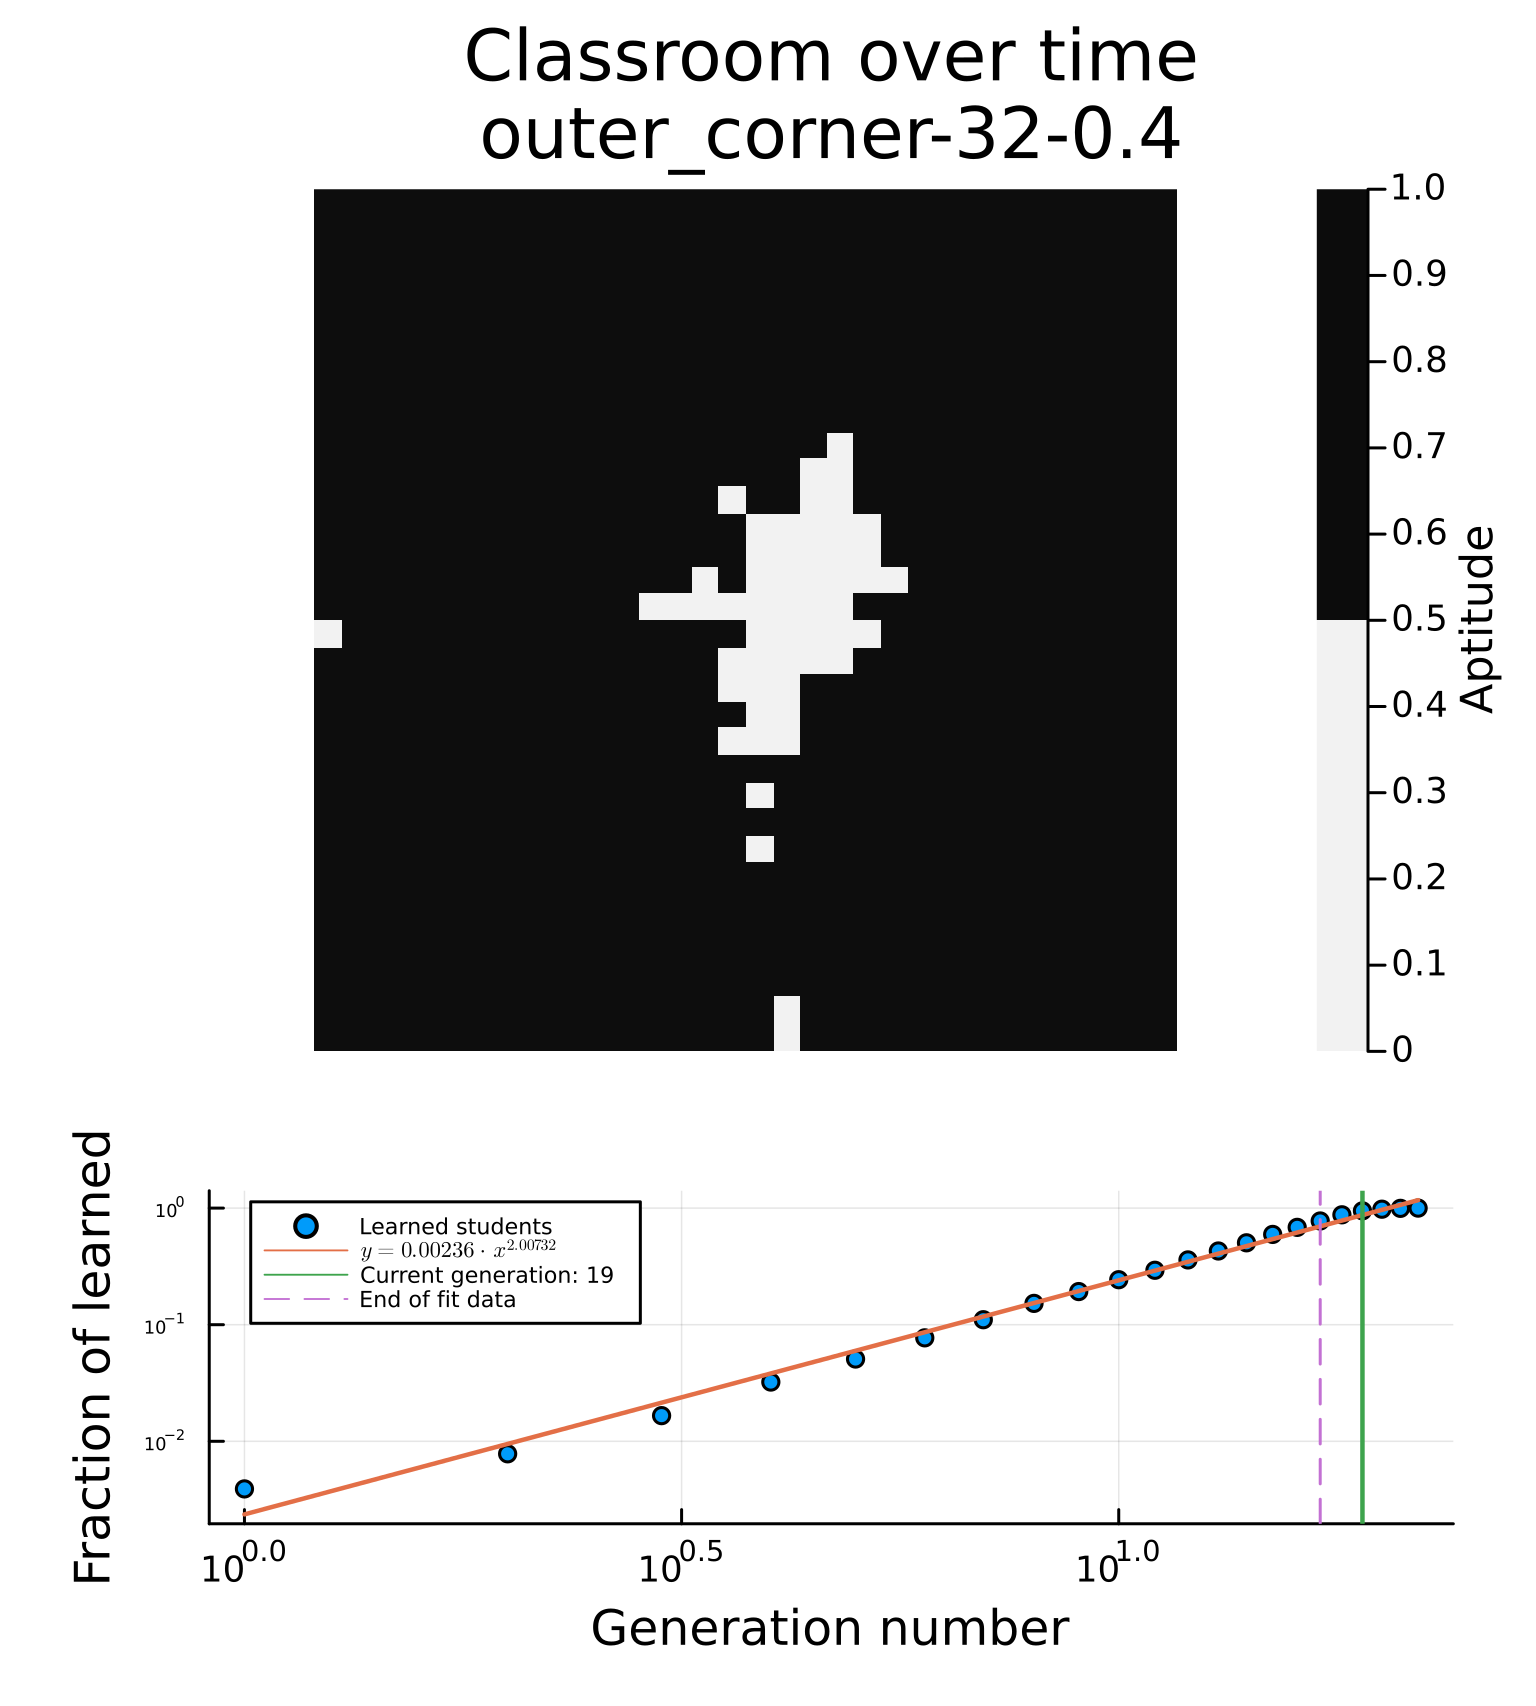 Classroom over time
outer_corner-32-0.4
1.0
0.9
0.8
0.7
0.6
0.5
0.4
0.3
0.2
0.1
0
Aptitude
Fraction of learned
10⁰
10⁻¹
10⁻²
Learned students
y = 0.00236 · x^2.00732
Current generation: 19
End of fit data
10^0.0
10^0.5
10^1.0
Generation number